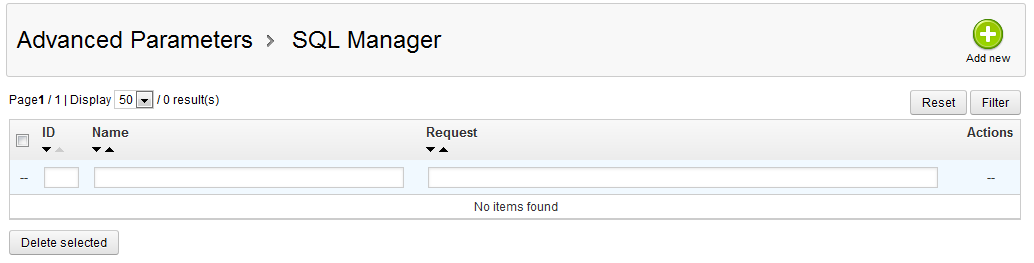 Advanced Parameters > SQL Manager
Add new
Page1 / 1 | Display 50 / 0 result(s)
Reset Filter
ID Name Request Actions
-- --
No items found
Delete selected